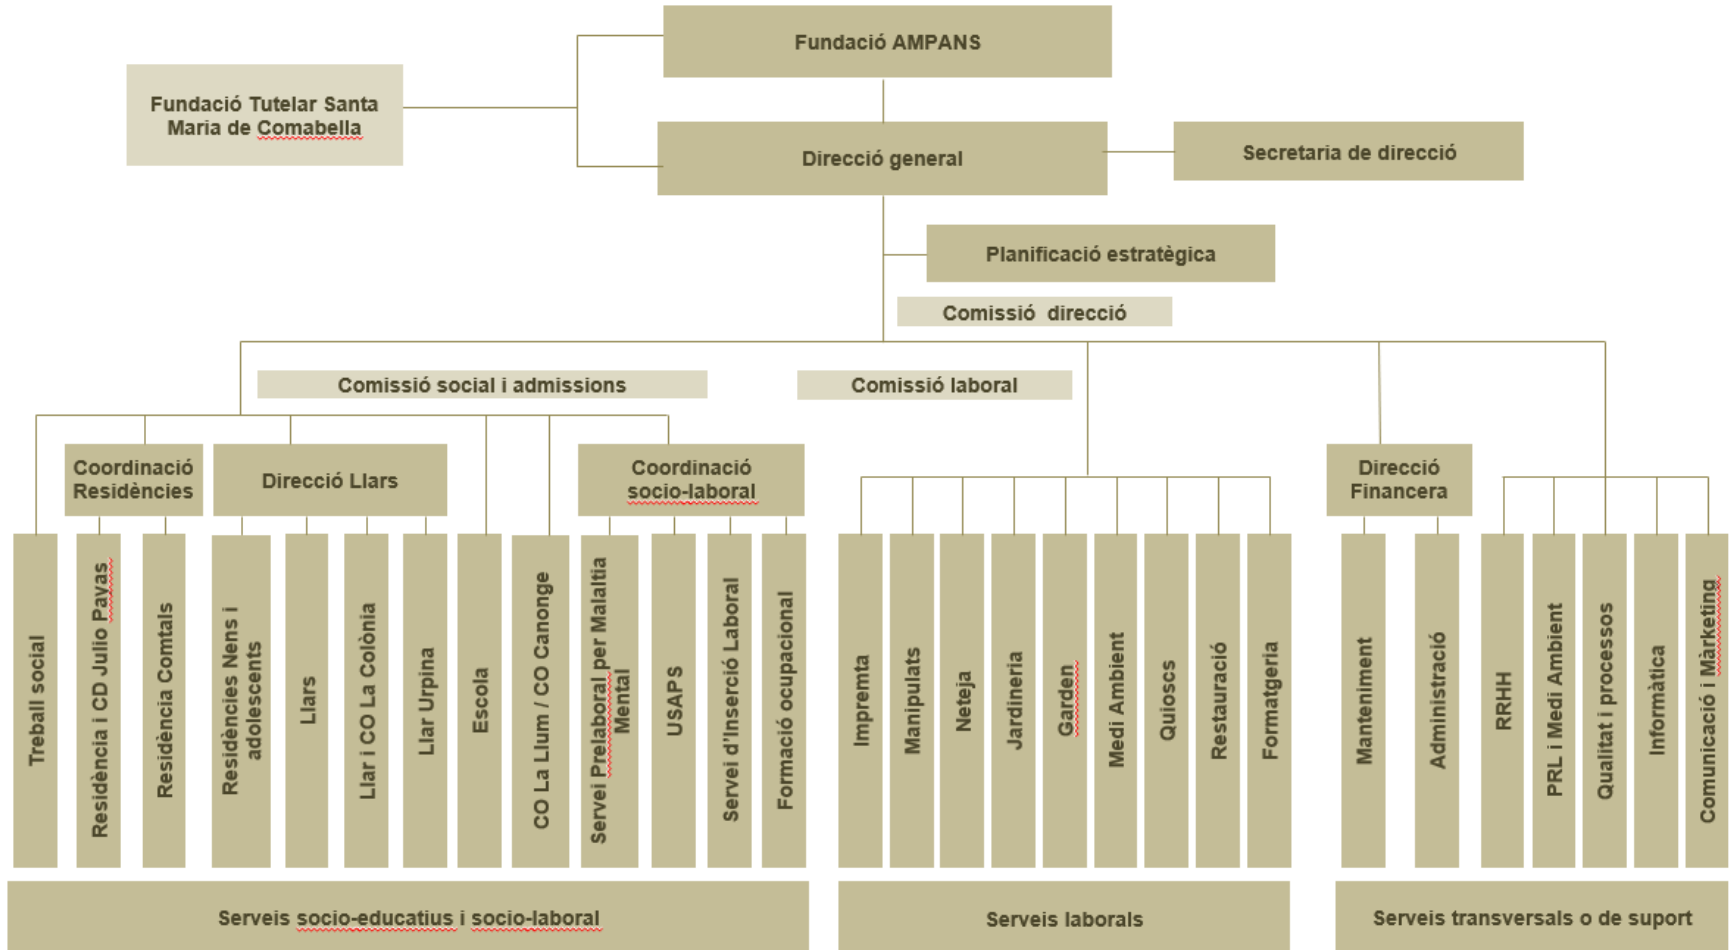 Fundació AMPANS
Fundació Tutelar Santa
Maria de Comabella
Direcció general
Secretaria de direcció
Planificació estratègica
Comissió direcció
Comissió social i admissions
Comissió laboral
Coordinació
Residències
Direcció Llars
Coordinació
socio-laboral
Direcció
Financera
Treball social
Residència i CD Julio Payas
Residència Comtals
Residències Nens i
adolescents
Llars
Llar i CO La Colònia
Llar Urpina
Escola
CO La Llum / CO Canonge
Servei Prelaboral per Malaltia
Mental
USAPS
Servei d'Inserció Laboral
Formació ocupacional
Impremta
Manipulats
Neteja
Jardineria
Garden
Medi Ambient
Quioscs
Restauració
Formatgeria
Manteniment
Administració
RRHH
PRL i Medi Ambient
Qualitat i processos
Informàtica
Comunicació i Màrketing
Serveis socio-educatius i socio-laboral
Serveis laborals
Serveis transversals o de suport